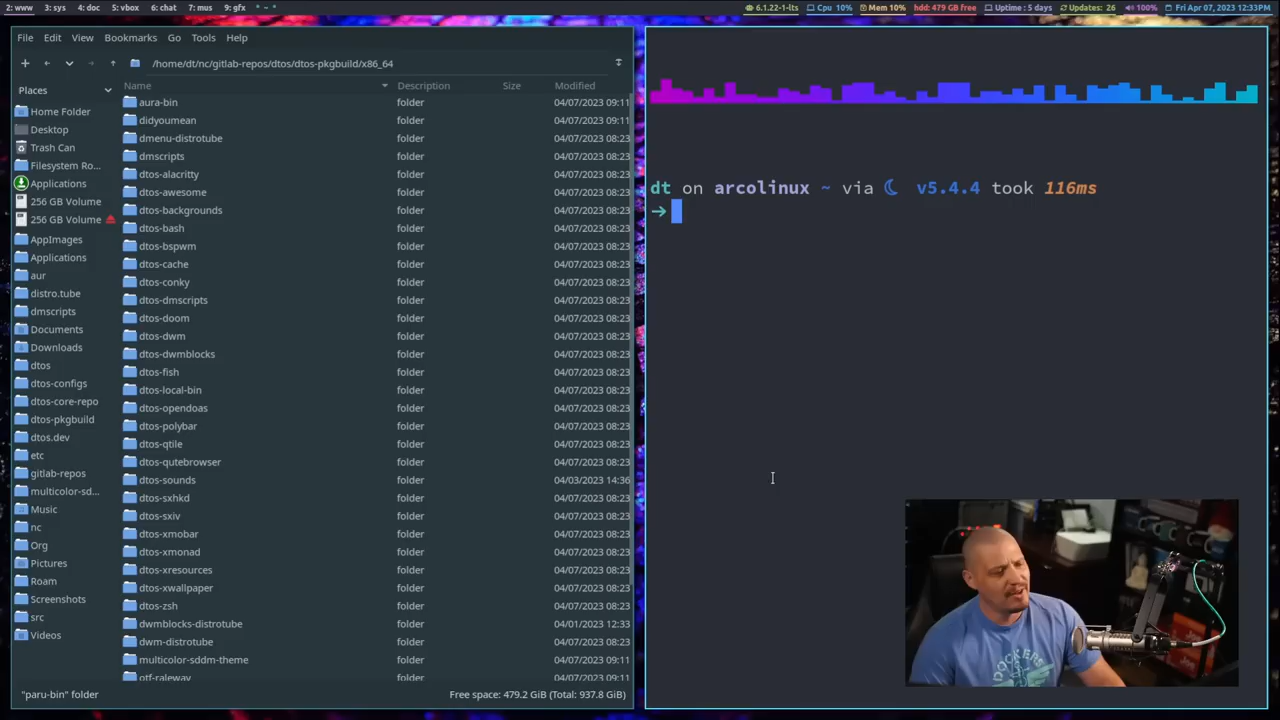 2: www 3: sys 4: doc 5: vbox 6: chat 7: mus 9: gfx * ~ *
6.1.22-1-lts Cpu 10% Mem 10% hdd: 479 GB free Uptime : 5 days Updates: 26 100% Fri Apr 07, 2023 12:33PM
File Edit View Bookmarks Go Tools Help
/home/dt/nc/gitlab-repos/dtos/dtos-pkgbuild/x86_64
Places
Home Folder
Desktop
Trash Can
Filesystem Ro...
Applications
256 GB Volume
256 GB Volume
AppImages
Applications
aur
distro.tube
dmscripts
Documents
Downloads
dtos
dtos-configs
dtos-core-repo
dtos-pkgbuild
dtos.dev
etc
gitlab-repos
multicolor-sd...
Music
nc
Org
Pictures
Roam
Screenshots
src
Videos
Name Description Size Modified
aura-bin folder 04/07/2023 09:11
didyoumean folder 04/07/2023 09:11
dmenu-distrotube folder 04/07/2023 08:23
dmscripts folder 04/07/2023 08:23
dtos-alacritty folder 04/07/2023 08:23
dtos-awesome folder 04/07/2023 08:23
dtos-backgrounds folder 04/07/2023 08:23
dtos-bash folder 04/07/2023 08:23
dtos-bspwm folder 04/07/2023 08:23
dtos-cache folder 04/07/2023 08:23
dtos-conky folder 04/07/2023 08:23
dtos-dmscripts folder 04/07/2023 08:23
dtos-doom folder 04/07/2023 08:23
dtos-dwm folder 04/07/2023 08:23
dtos-dwmblocks folder 04/07/2023 08:23
dtos-fish folder 04/07/2023 08:23
dtos-local-bin folder 04/07/2023 08:23
dtos-opendoas folder 04/07/2023 08:23
dtos-polybar folder 04/07/2023 08:23
dtos-qtile folder 04/07/2023 08:23
dtos-qutebrowser folder 04/07/2023 08:23
dtos-sounds folder 04/03/2023 14:36
dtos-sxhkd folder 04/07/2023 08:23
dtos-sxiv folder 04/07/2023 08:23
dtos-xmobar folder 04/07/2023 08:23
dtos-xmonad folder 04/07/2023 08:23
dtos-xresources folder 04/07/2023 08:23
dtos-xwallpaper folder 04/07/2023 08:23
dtos-zsh folder 04/07/2023 08:23
dwmblocks-distrotube folder 04/01/2023 12:33
dwm-distrotube folder 04/07/2023 08:23
multicolor-sddm-theme folder 04/07/2023 09:11
otf-raleway folder 04/07/2023 08:23
"paru-bin" folder Free space: 479.2 GiB (Total: 937.8 GiB)
dt on arcolinux ~ via v5.4.4 took 116ms
→
DOCKERS